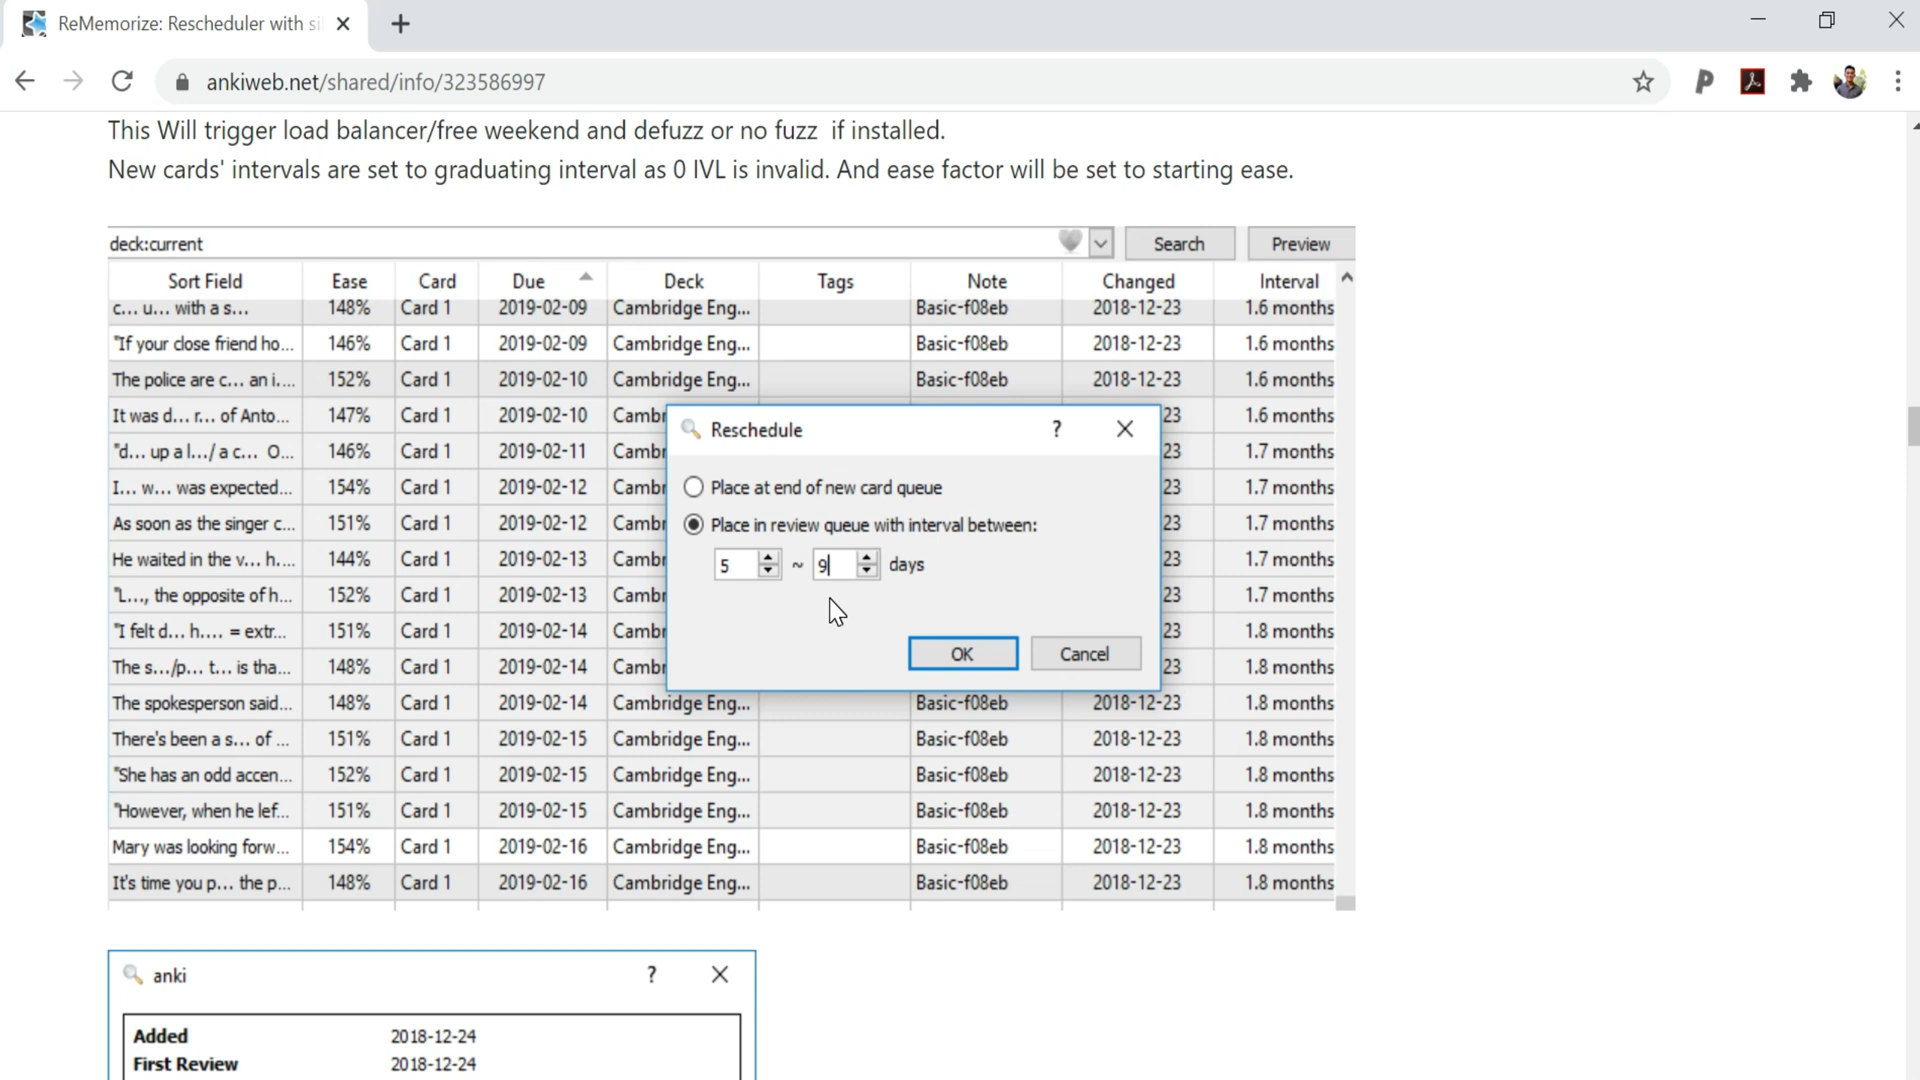 ReMemorize: Rescheduler with si
ankiweb.net/shared/info/323586997
This Will trigger load balancer/free weekend and defuzz or no fuzz if installed.
New cards' intervals are set to graduating interval as 0 IVL is invalid. And ease factor will be set to starting ease.
deck:current Search Preview
Sort Field Ease Card Due Deck Tags Note Changed Interval
c... u... with a s... 148% Card 1 2019-02-09 Cambridge Eng... Basic-f08eb 2018-12-23 1.6 months
"If your close friend ho... 146% Card 1 2019-02-09 Cambridge Eng... Basic-f08eb 2018-12-23 1.6 months
The police are c... an i.... 152% Card 1 2019-02-10 Cambridge Eng... Basic-f08eb 2018-12-23 1.6 months
It was d... r... of Anto... 147% Card 1 2019-02-10 Camb 23 1.6 months
"d... up a l.../ a c... O... 146% Card 1 2019-02-11 Camb 23 1.7 months
I... w... was expected... 154% Card 1 2019-02-12 Camb 23 1.7 months
As soon as the singer c... 151% Card 1 2019-02-12 Camb 23 1.7 months
He waited in the v... h.... 144% Card 1 2019-02-13 Camb 23 1.7 months
"L..., the opposite of h... 152% Card 1 2019-02-13 Camb 23 1.7 months
"I felt d... h.... = extr... 151% Card 1 2019-02-14 Camb 23 1.8 months
The s.../p... t... is tha... 148% Card 1 2019-02-14 Camb 23 1.8 months
The spokesperson said... 148% Card 1 2019-02-14 Cambridge Eng... Basic-f08eb 2018-12-23 1.8 months
There's been a s... of ... 151% Card 1 2019-02-15 Cambridge Eng... Basic-f08eb 2018-12-23 1.8 months
"She has an odd accen... 152% Card 1 2019-02-15 Cambridge Eng... Basic-f08eb 2018-12-23 1.8 months
"However, when he lef... 151% Card 1 2019-02-15 Cambridge Eng... Basic-f08eb 2018-12-23 1.8 months
Mary was looking forw... 154% Card 1 2019-02-16 Cambridge Eng... Basic-f08eb 2018-12-23 1.8 months
It's time you p... the p... 148% Card 1 2019-02-16 Cambridge Eng... Basic-f08eb 2018-12-23 1.8 months
Reschedule ?
Place at end of new card queue
Place in review queue with interval between:
5 ~ 9 days
OK Cancel
anki ?
Added 2018-12-24
First Review 2018-12-24